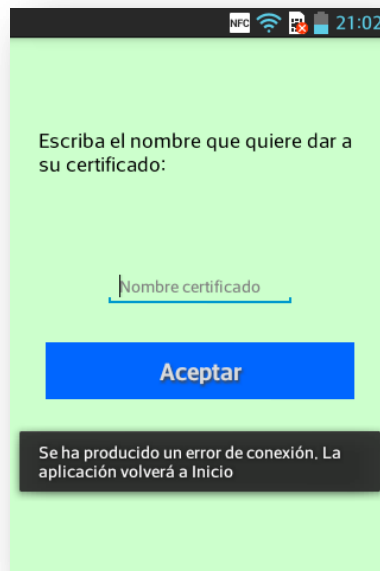 NFC 21:02
Escriba el nombre que quiere dar a
su certificado:
Nombre certificado
Aceptar
Se ha producido un error de conexión. La
aplicación volverá a Inicio